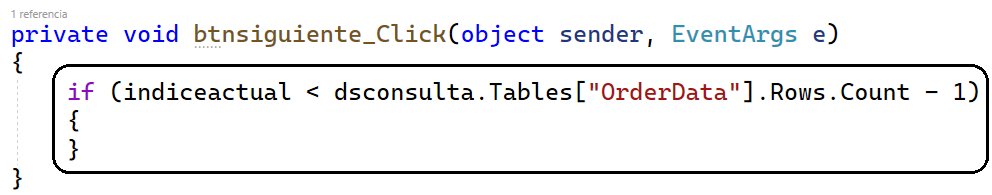 1 referencia
private void btnsiguiente_Click(object sender, EventArgs e)
{
if (indiceactual < dsconsulta.Tables["OrderData"].Rows.Count - 1)
{
}
}